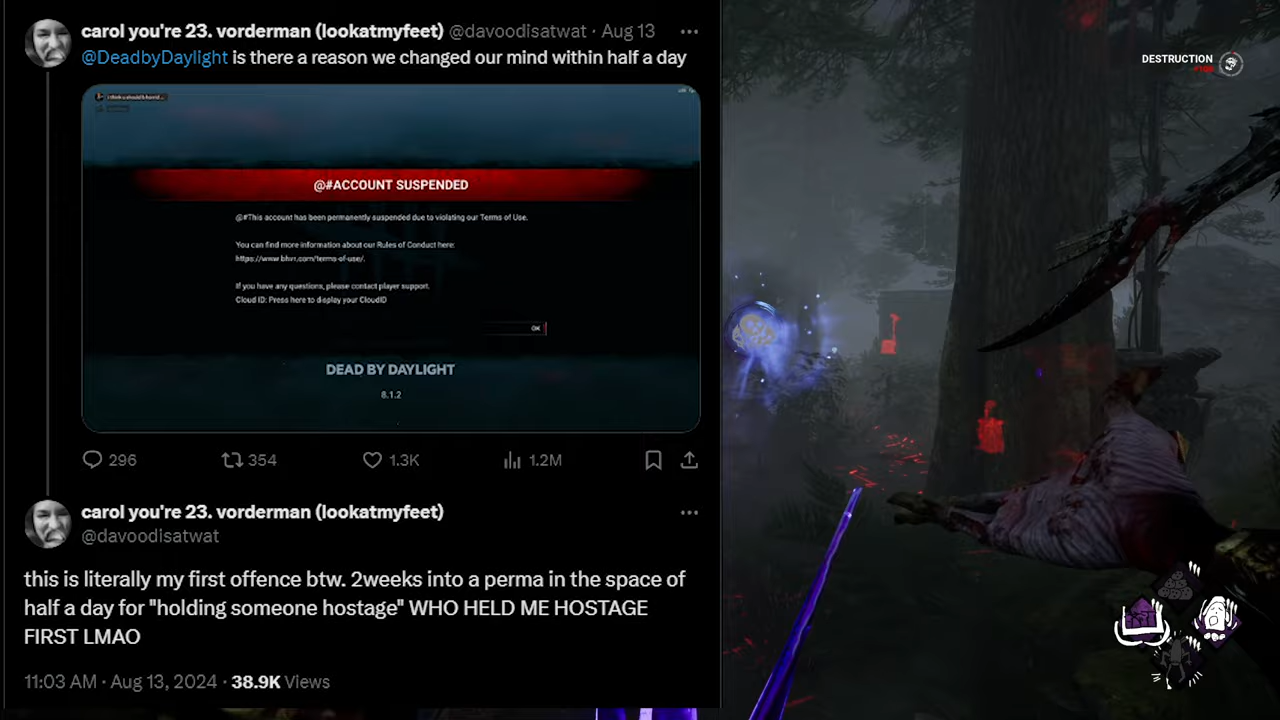 carol you're 23. vorderman (lookatmyfeet) @davoodisatwat · Aug 13
@DeadbyDaylight is there a reason we changed our mind within half a day
@#ACCOUNT SUSPENDED
@#This account has been permanently suspended due to violating our Terms of Use.
You can find more information about our Rules of Conduct here:
https://www.bhvr.com/terms-of-use/.
If you have any questions, please contact player support.
Cloud ID: Press here to display your CloudID
OK
DEAD BY DAYLIGHT
8.1.2
296 354 1.3K 1.2M
carol you're 23. vorderman (lookatmyfeet)
@davoodisatwat
this is literally my first offence btw. 2weeks into a perma in the space of
half a day for "holding someone hostage" WHO HELD ME HOSTAGE
FIRST LMAO
11:03 AM · Aug 13, 2024 · 38.9K Views
DESTRUCTION